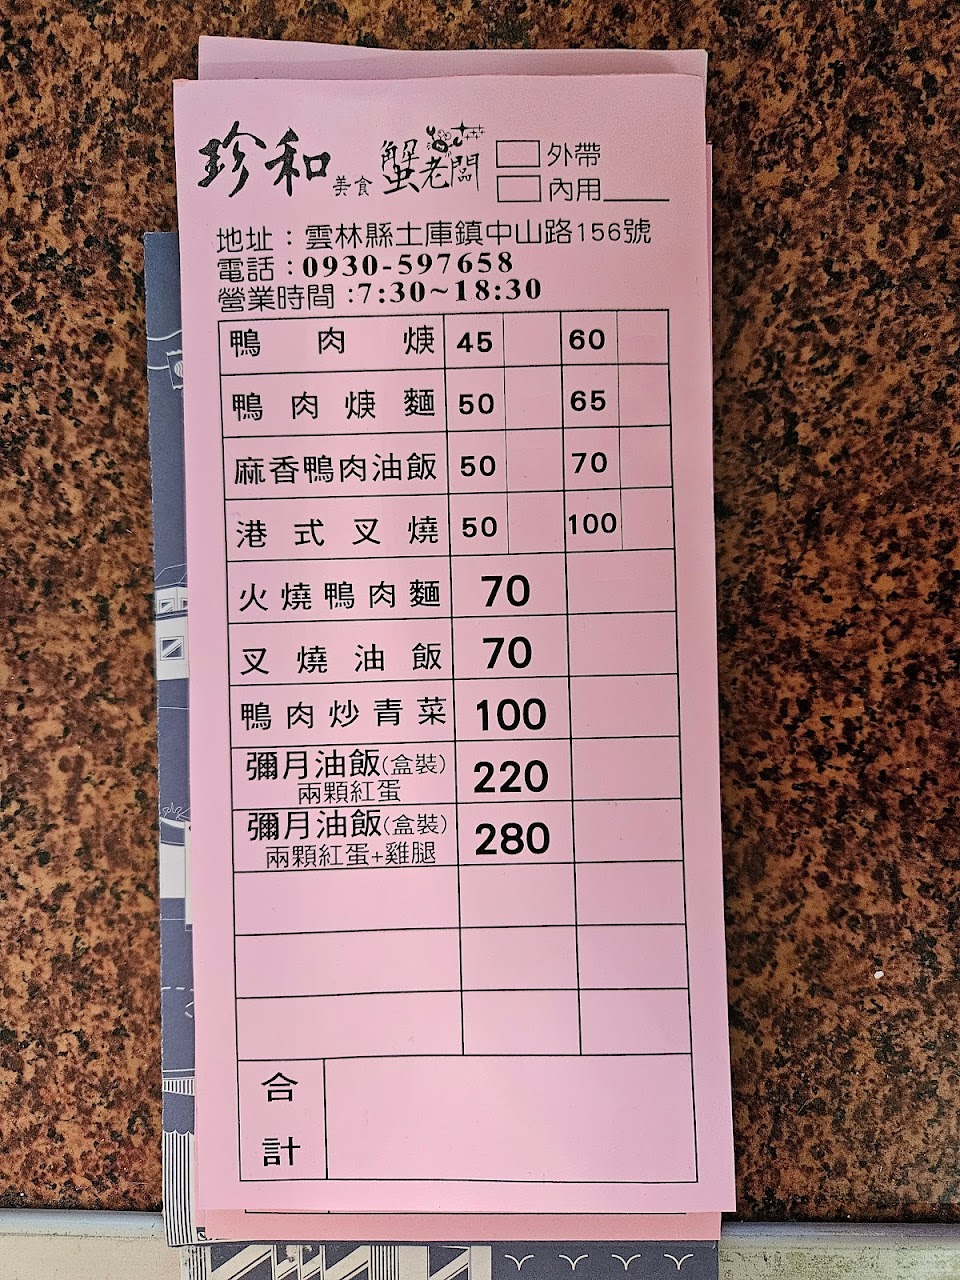 珍和美食 蟹老闆 外帶
內用
地址：雲林縣土庫鎮中山路156號
電話：0930-597658
營業時間：7:30~18:30
鴨肉焿 45 60
鴨肉焿麵 50 65
麻香鴨肉油飯 50 70
港式叉燒 50 100
火燒鴨肉麵 70
叉燒油飯 70
鴨肉炒青菜 100
彌月油飯(盒裝) 220
兩顆紅蛋
彌月油飯(盒裝) 280
兩顆紅蛋+雞腿
合計